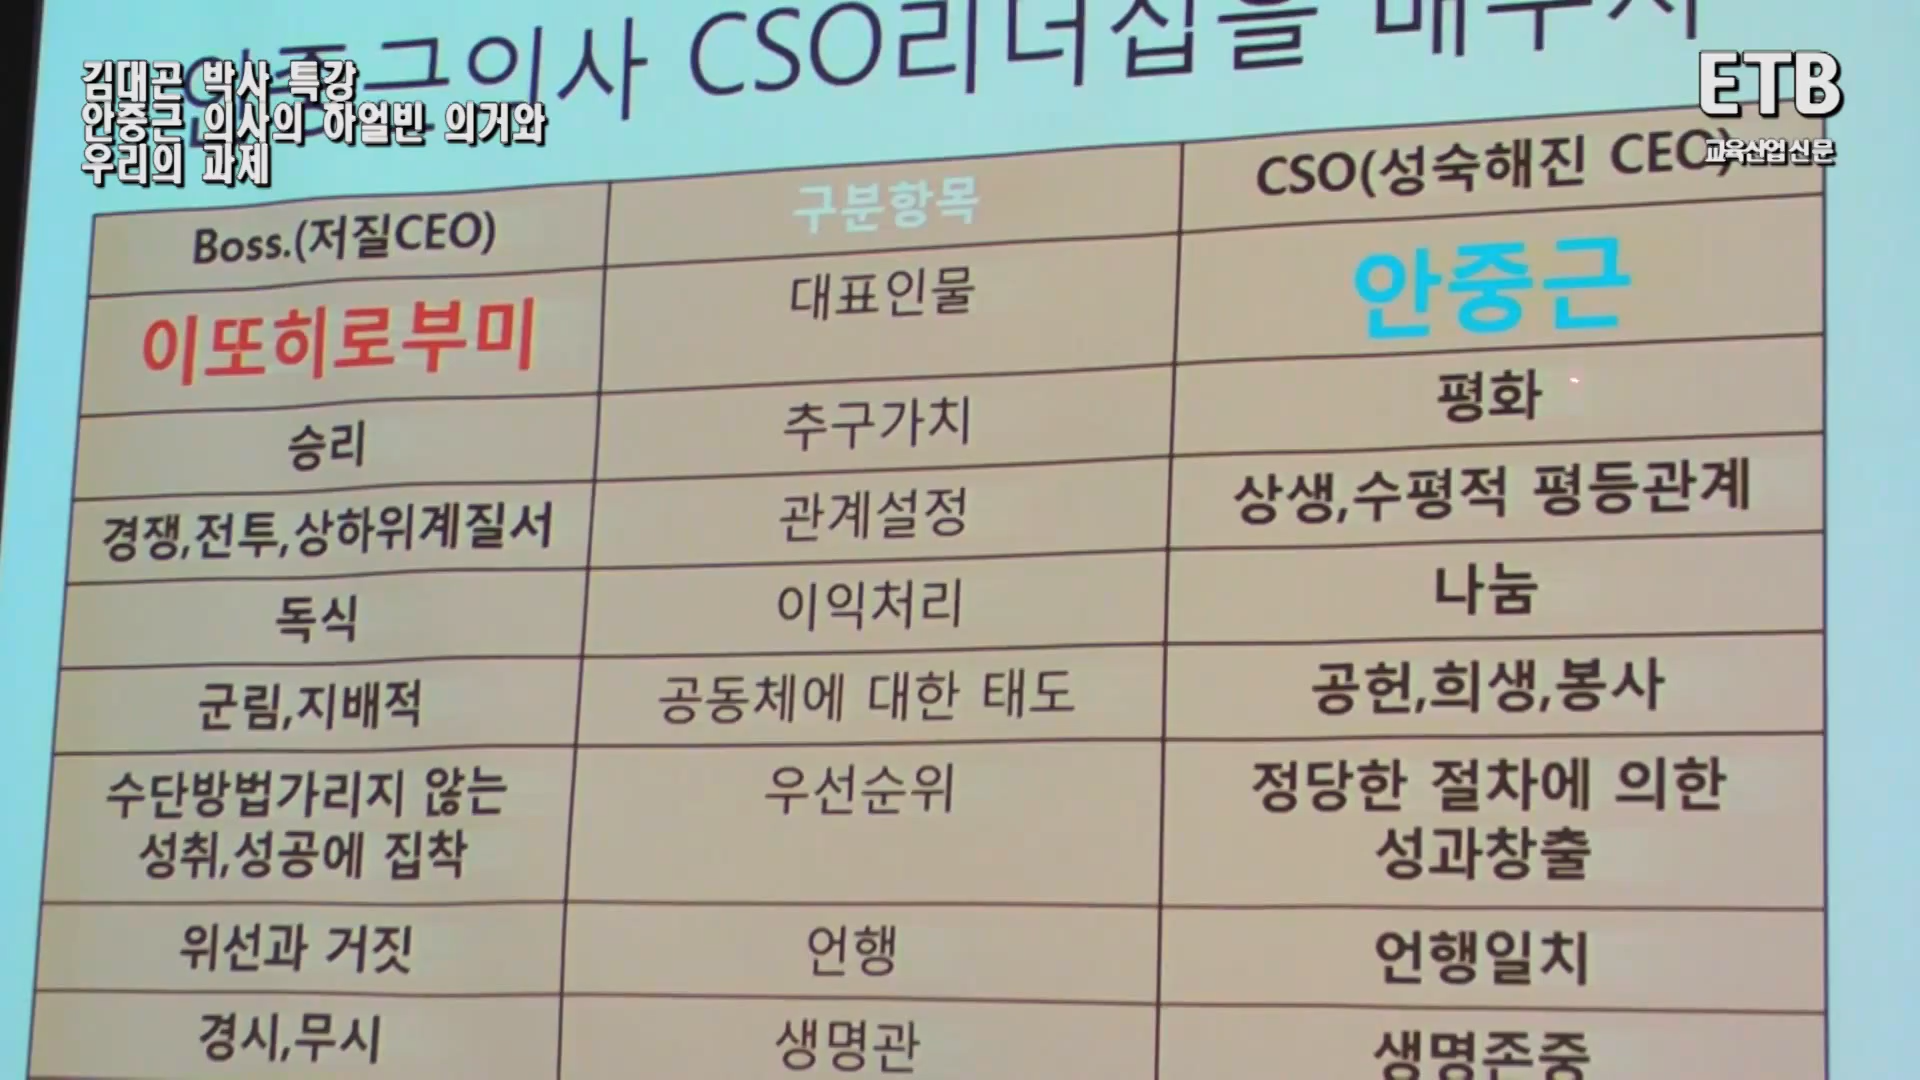 안중근의사 CSO리더십을 배우자
김대곤 박사 특강
안중근 의사의 하얼빈 의거와
우리의 과제
ETB
교육산업신문
Boss.(저질CEO) 구분항목 CSO(성숙해진 CEO)
이또히로부미 대표인물 안중근
승리 추구가치 평화
경쟁,전투,상하위계질서 관계설정 상생,수평적 평등관계
독식 이익처리 나눔
군림,지배적 공동체에 대한 태도 공헌,희생,봉사
수단방법가리지 않는 우선순위 정당한 절차에 의한
성취,성공에 집착 성과창출
위선과 거짓 언행 언행일치
경시,무시 생명관 생명존중